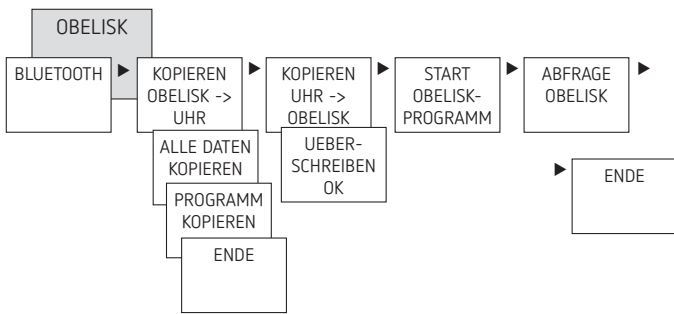 OBELISK
BLUETOOTH
KOPIEREN
OBELISK ->
UHR
ALLE DATEN
KOPIEREN
PROGRAMM
KOPIEREN
ENDE
KOPIEREN
UHR ->
OBELISK
UEBER-
SCHREIBEN
OK
START
OBELISK-
PROGRAMM
ABFRAGE
OBELISK
ENDE